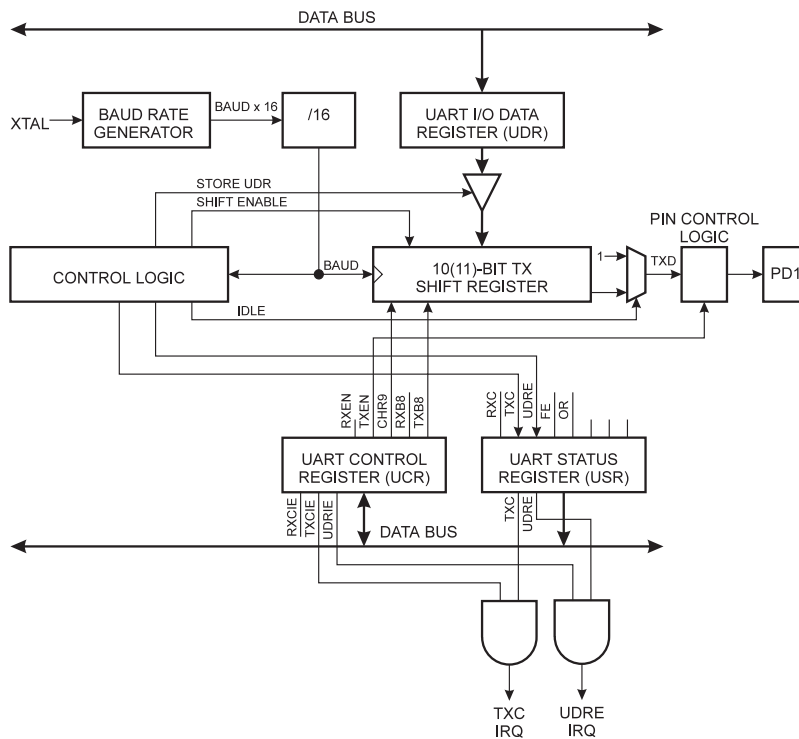 DATA BUS
XTAL
BAUD RATE
GENERATOR
BAUD x 16
/16
UART I/O DATA
REGISTER (UDR)
STORE UDR
SHIFT ENABLE
PIN CONTROL
LOGIC
CONTROL LOGIC
BAUD
10(11)-BIT TX
SHIFT REGISTER
1
TXD
PD1
IDLE
RXEN
TXEN
CHR9
RXB8
TXB8
RXC
TXC
UDRE
FE
OR
UART CONTROL
REGISTER (UCR)
UART STATUS
REGISTER (USR)
RXCIE
TXCIE
UDRIE
TXC
UDRE
DATA BUS
TXC
IRQ
UDRE
IRQ